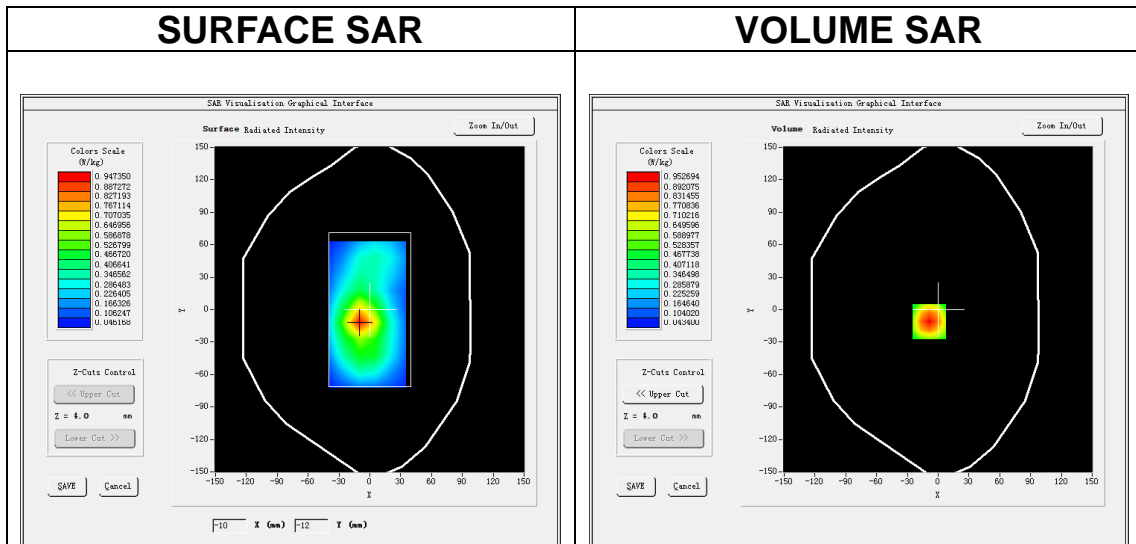 SURFACE SAR
SAR Visualisation Graphical Interface
Surface Radiated Intensity
Zoom In/Out
Colors Scale
(W/kg)
0.947350
0.887272
0.827193
0.767114
0.707035
0.646956
0.586878
0.526799
0.466720
0.406641
0.346562
0.286483
0.226405
0.166326
0.106247
0.046168
Z-Cuts Control
<< Upper Cut
Z = 4.0 mm
Lower Cut >>
SAVE Cancel
150
120
90
60
30
0
-30
-60
-90
-120
-150
Y
-150 -120 -90 -60 -30 0 30 60 90 120 150
X
-10 X (mm) -12 Y (mm)
VOLUME SAR
SAR Visualisation Graphical Interface
Volume Radiated Intensity
Zoom In/Out
Colors Scale
(W/kg)
0.952694
0.892075
0.831455
0.770836
0.710216
0.649596
0.588977
0.528357
0.467738
0.407118
0.346498
0.285879
0.225259
0.164640
0.104020
0.043400
Z-Cuts Control
<< Upper Cut
Z = 4.0 mm
Lower Cut >>
SAVE Cancel
150
120
90
60
30
0
-30
-60
-90
-120
-150
Y
-150 -120 -90 -60 -30 0 30 60 90 120 150
X